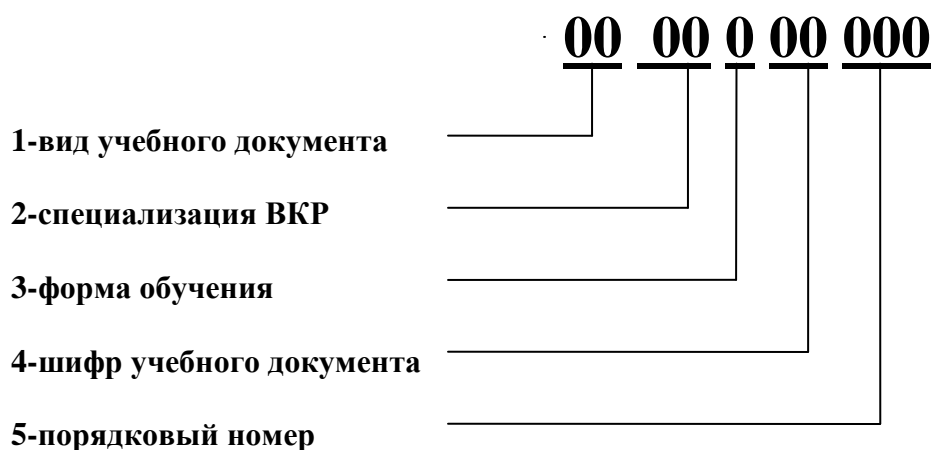 00 00 0 00 000
1-вид учебного документа
2-специализация ВКР
3-форма обучения
4-шифр учебного документа
5-порядковый номер